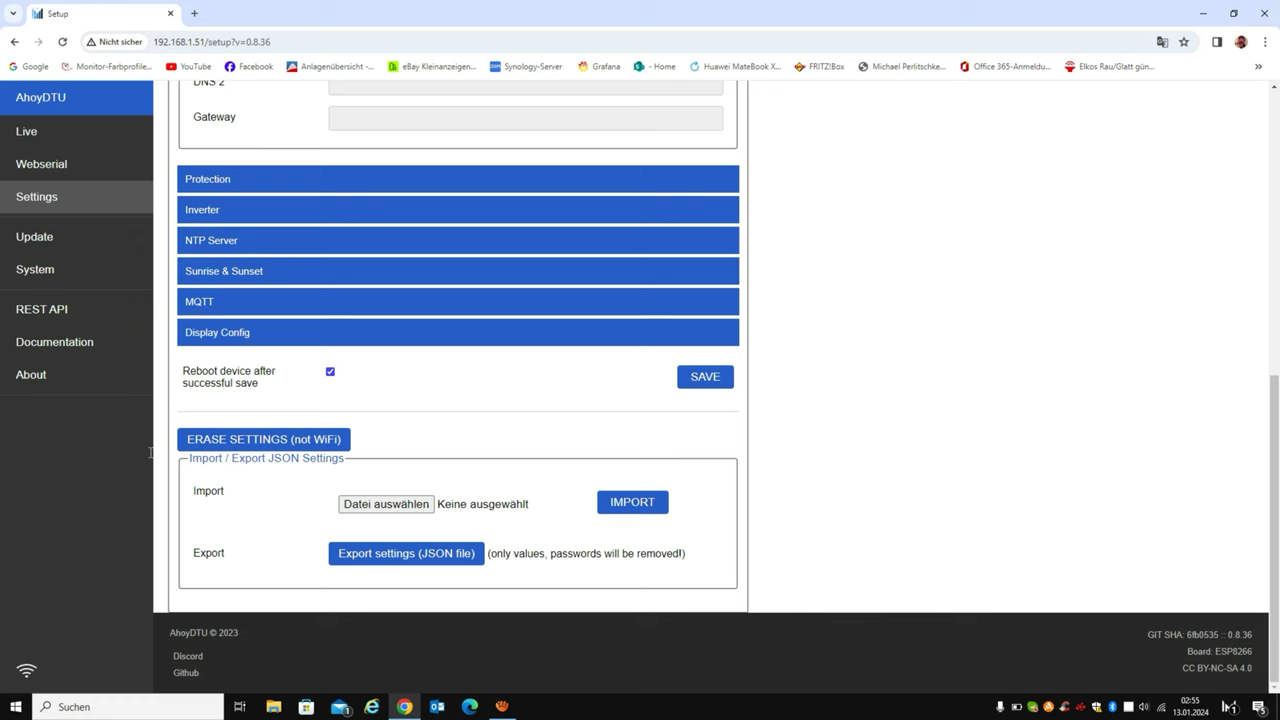 Setup
Nicht sicher
192.168.1.51/setup?v=0.8.36
Google
Monitor-Farbprofile...
YouTube
Facebook
Anlagenübersicht -...
eBay Kleinanzeigen...
Synology-Server
Grafana
- Home
Huawei MateBook X...
FRITZ!Box
Michael Perlitschke...
Office 365-Anmeldu...
Elkos Rau/Glatt gün...
AhoyDTU
Live
Webserial
Settings
Update
System
REST API
Documentation
About
DNS 2
Gateway
Protection
Inverter
NTP Server
Sunrise & Sunset
MQTT
Display Config
Reboot device after
successful save
SAVE
ERASE SETTINGS (not WiFi)
Import / Export JSON Settings
Import
Datei auswählen Keine ausgewählt
IMPORT
Export
Export settings (JSON file) (only values, passwords will be removed!)
AhoyDTU © 2023
Discord
Github
GIT SHA: 6fb0535 :: 0.8.36
Board: ESP8266
CC BY-NC-SA 4.0
Suchen
02:55
13.01.2024